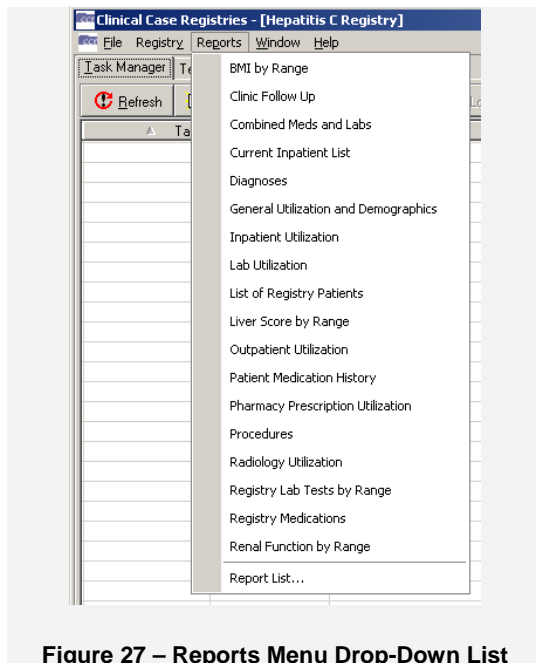 Clinical Case Registries - [Hepatitis C Registry]
File Registry Reports Window Help
Task Manager Te
Refresh
Ta
BMI by Range
Clinic Follow Up
Combined Meds and Labs
Current Inpatient List
Diagnoses
General Utilization and Demographics
Inpatient Utilization
Lab Utilization
List of Registry Patients
Liver Score by Range
Outpatient Utilization
Patient Medication History
Pharmacy Prescription Utilization
Procedures
Radiology Utilization
Registry Lab Tests by Range
Registry Medications
Renal Function by Range
Report List...
Figure 27 – Reports Menu Drop-Down List